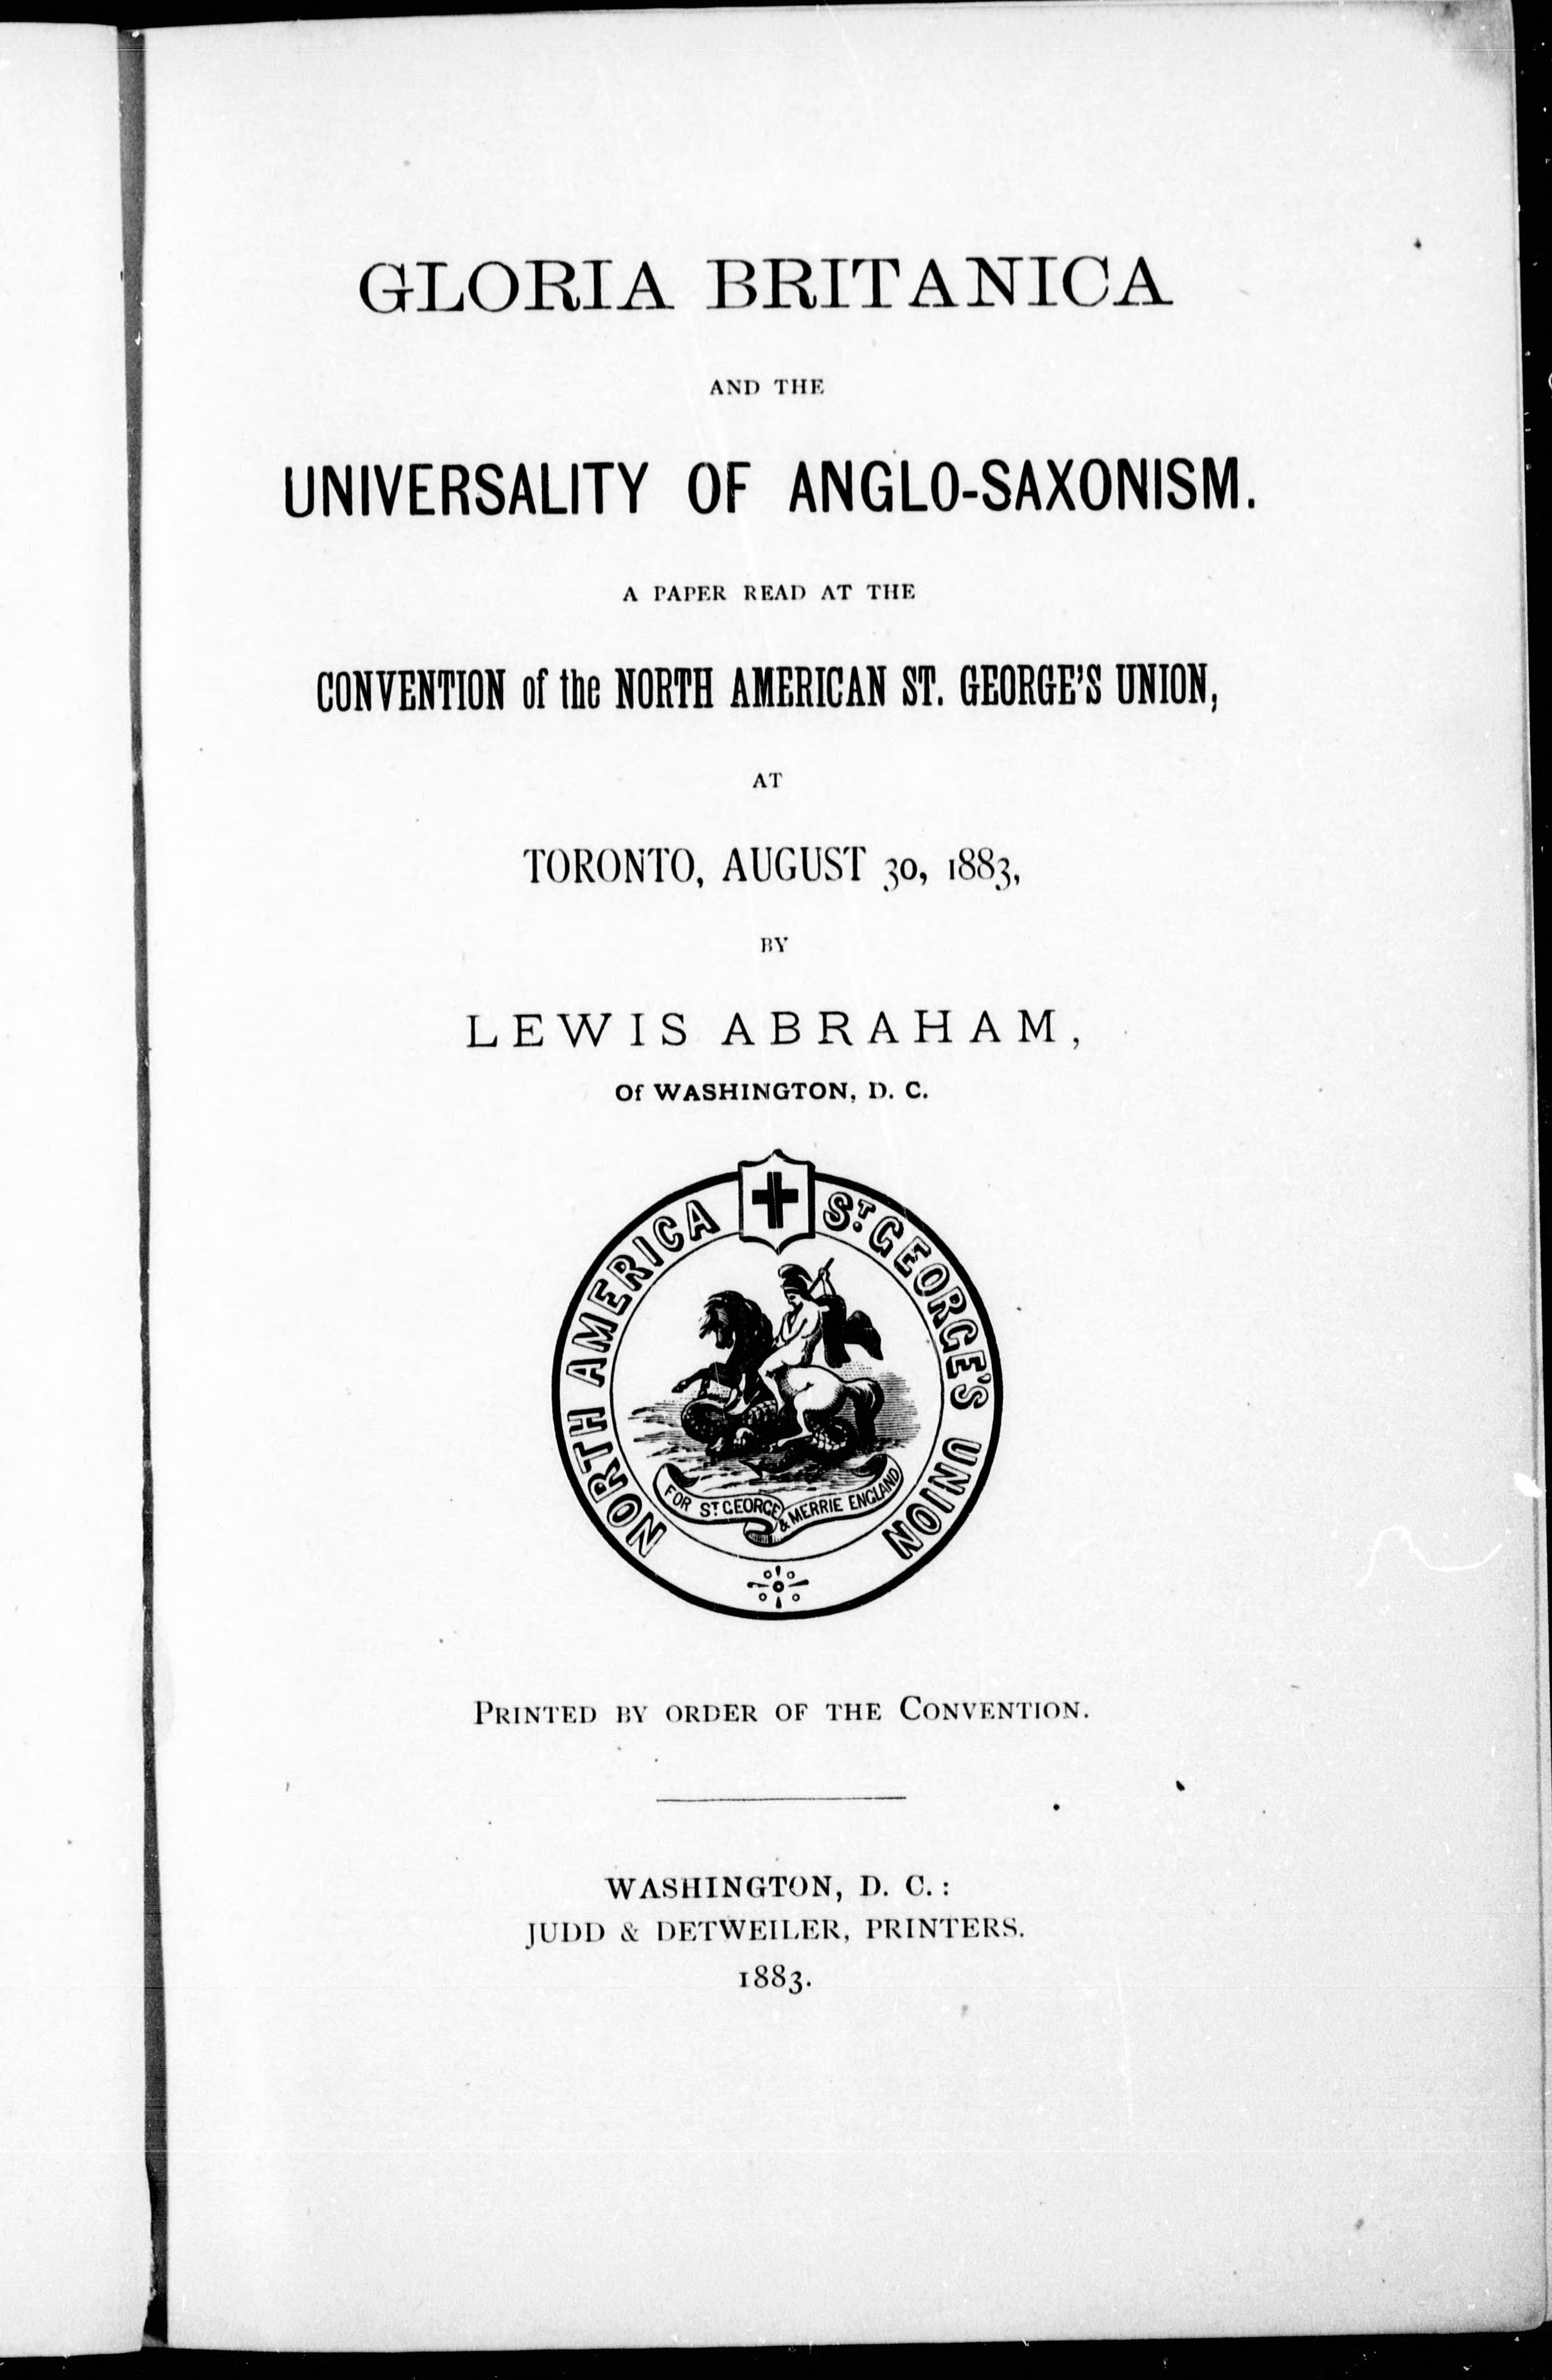 GLORIA BRITANICA
AND THE
UNIVERSALITY OF ANGLO-SAXONISM.
A PAPER READ AT THE
CONVENTION of the NORTH AMERICAN ST. GEORGE'S UNION,
AT
TORONTO, AUGUST 30, 1883,
BY
LEWIS ABRAHAM,
Of WASHINGTON, D. C.
NORTH AMERICA ST. GEORGE'S UNION
FOR ST GEORGE & MERRIE ENGLAND
PRINTED BY ORDER OF THE CONVENTION.
WASHINGTON, D. C.:
JUDD & DETWEILER, PRINTERS.
1883.